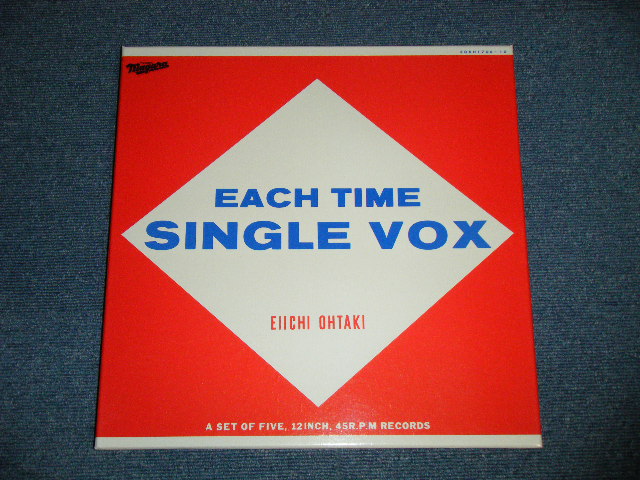 Niagara
EACH TIME
SINGLE VOX
EIICHI OHTAKI
A SET OF FIVE, 12INCH, 45R.P.M RECORDS